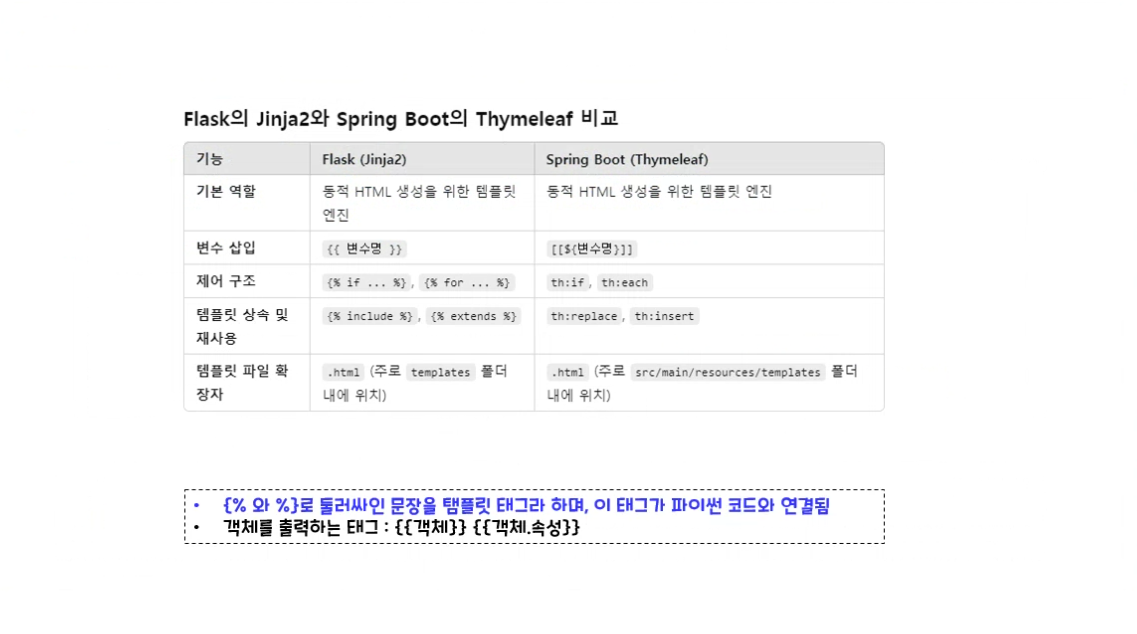 Flask의 Jinja2와 Spring Boot의 Thymeleaf 비교
기능 Flask (Jinja2) Spring Boot (Thymeleaf)
기본 역할 동적 HTML 생성을 위한 템플릿 동적 HTML 생성을 위한 템플릿 엔진
엔진
변수 삽입 {{ 변수명 }} [[${변수명}]]
제어 구조 {% if ... %}, {% for ... %} th:if, th:each
템플릿 상속 및 {% include %}, {% extends %} th:replace, th:insert
재사용
템플릿 파일 확 .html (주로 templates 폴더 .html (주로 src/main/resources/templates 폴더
장자 내에 위치) 내에 위치)
• {% 와 %}로 둘러싸인 문장을 탬플릿 태그라 하며, 이 태그가 파이썬 코드와 연결됨
• 객체를 출력하는 태그 : {{객체}} {{객체.속성}}